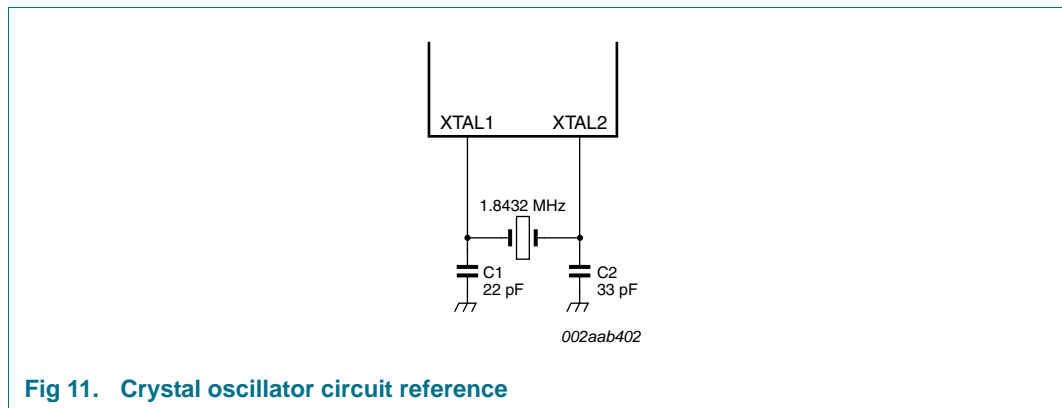 XTAL1 XTAL2
1.8432 MHz
C1 C2
22 pF 33 pF
002aab402
Fig 11. Crystal oscillator circuit reference